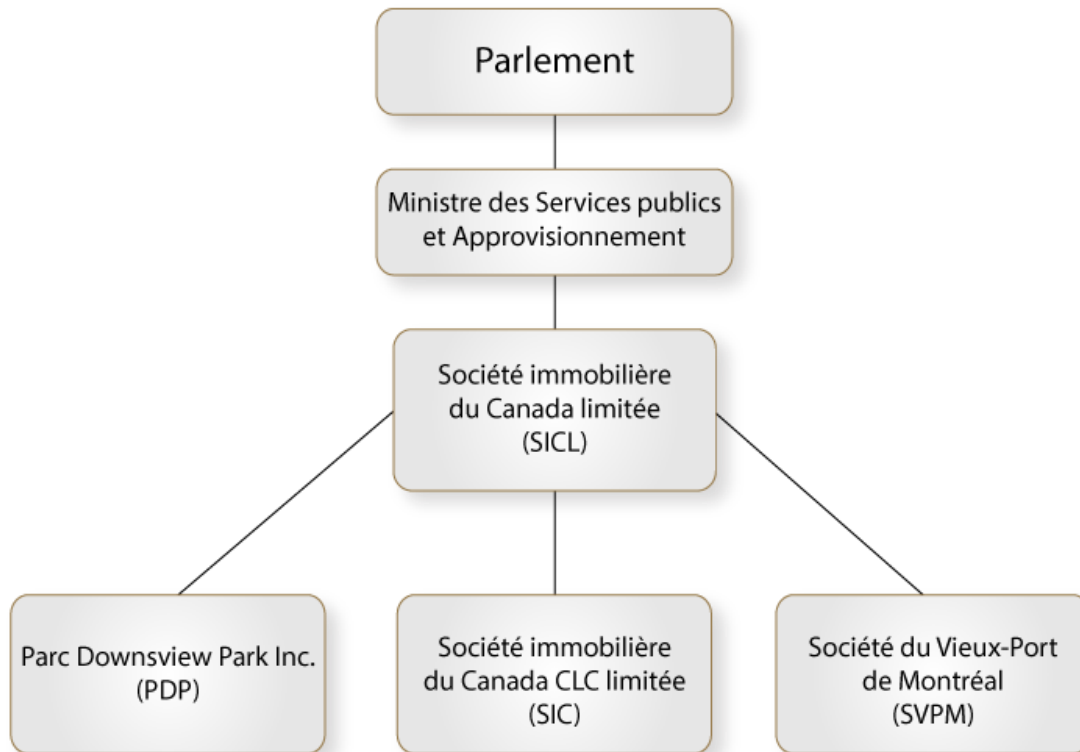 Parlement
Ministre des Services publics
et Approvisionnement
Société immobilière
du Canada limitée
(SICL)
Parc Downsview Park Inc.
(PDP)
Société immobilière
du Canada CLC limitée
(SIC)
Société du Vieux-Port
de Montréal
(SVPM)